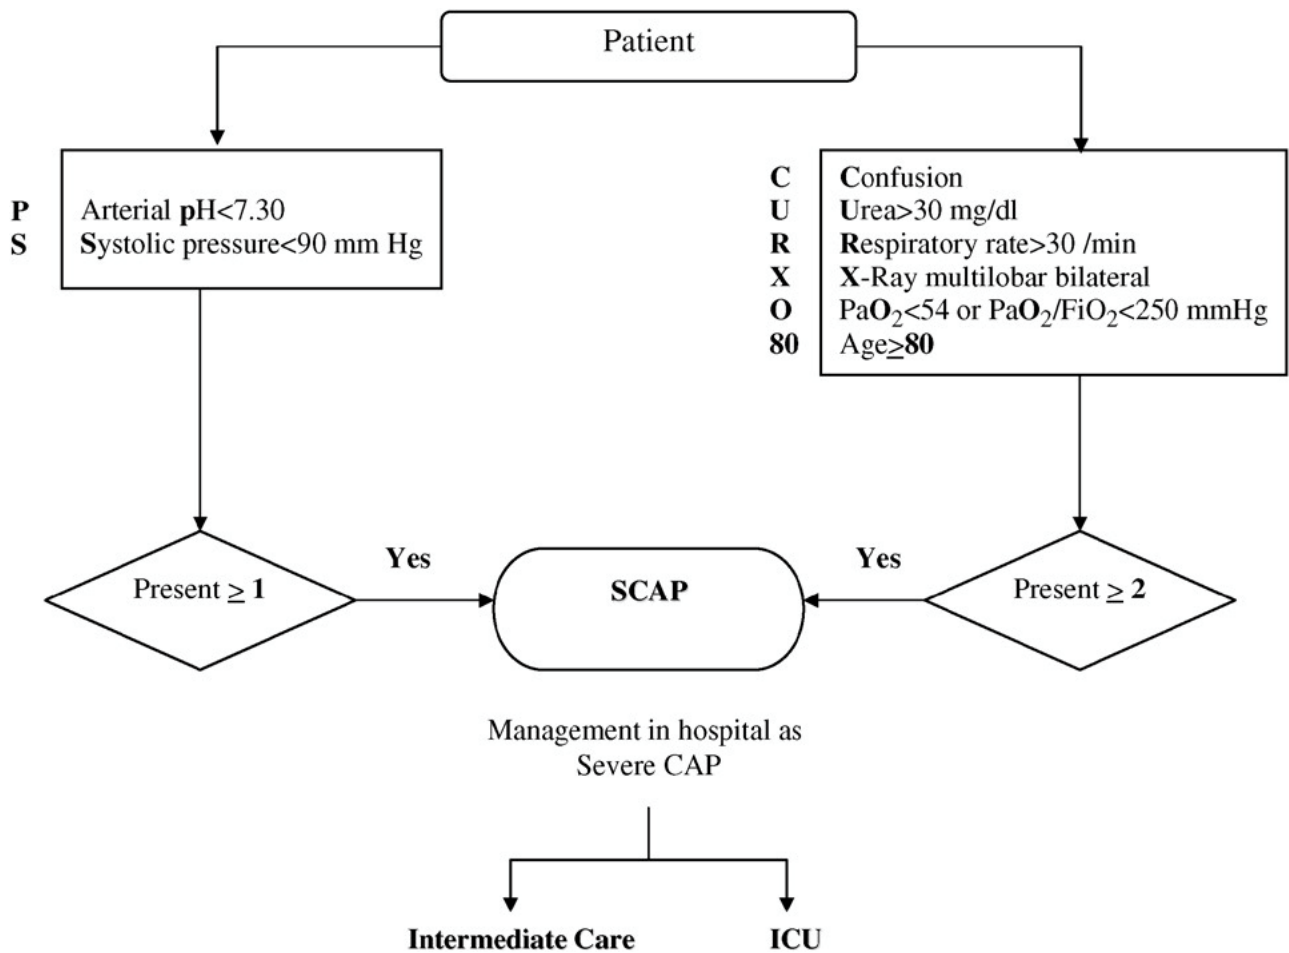 Patient
P Arterial pH<7.30
S Systolic pressure<90 mm Hg
C Confusion
U Urea>30 mg/dl
R Respiratory rate>30 /min
X X-Ray multilobar bilateral
O PaO₂<54 or PaO₂/FiO₂<250 mmHg
80 Age≥80
Present ≥ 1
Yes
SCAP
Yes
Present ≥ 2
Management in hospital as
Severe CAP
Intermediate Care
ICU